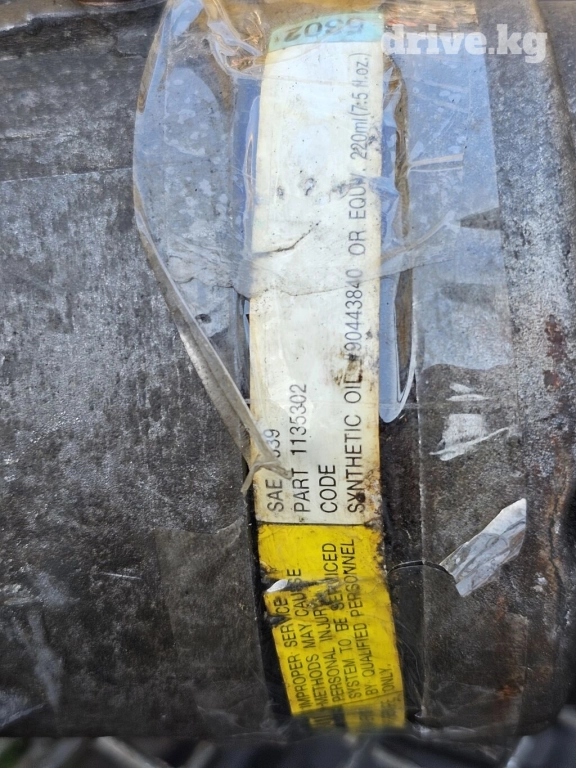 drive.kg
5302
SAE
PART 1135302
CODE
SYNTHETIC OIL #90443840 OR EQUIV. 220ml(7.5 fl.oz.)
IMPROPER SERVICE
METHODS MAY CAUSE
PERSONAL INJURY.
SYSTEM TO BE SERVICED
BY QUALIFIED PERSONNEL
ONLY.